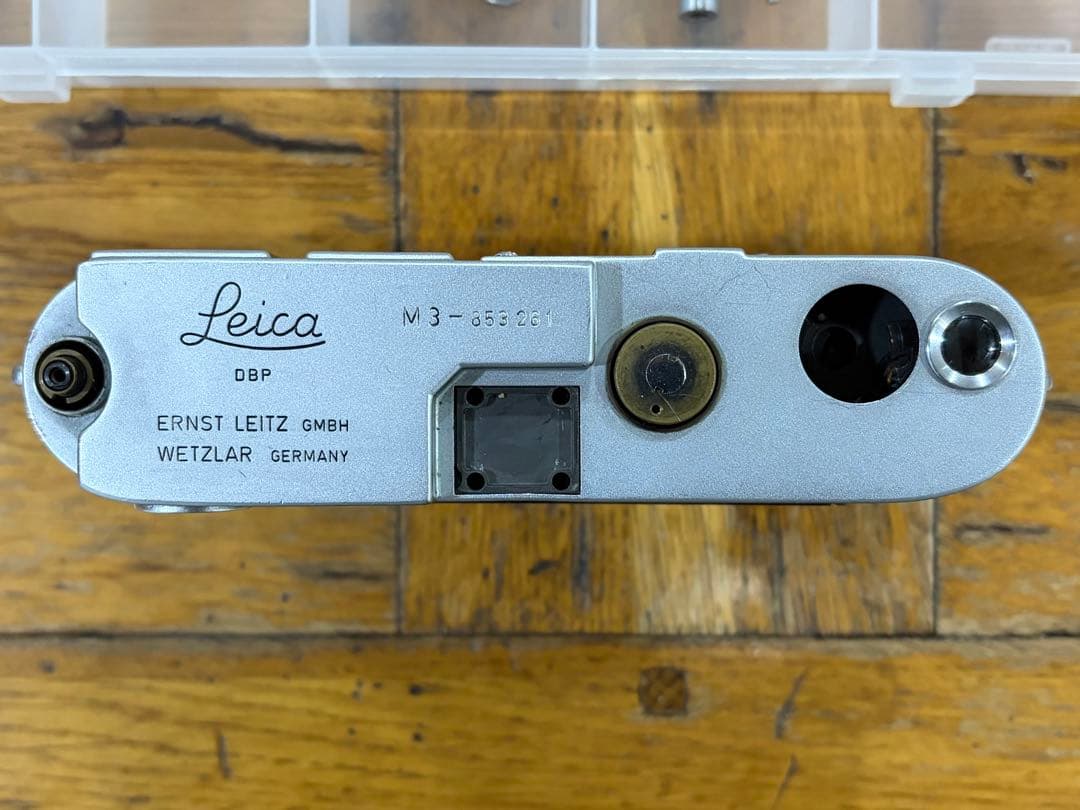 Leica
M3-853261
DBP
ERNST LEITZ GMBH
WETZLAR GERMANY